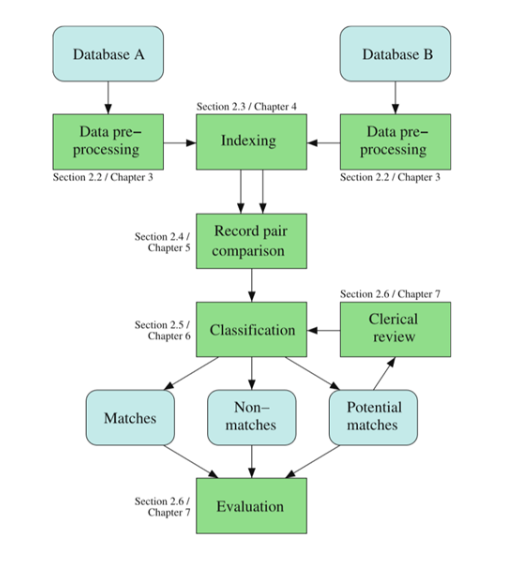 Database A
Database B
Data pre–
processing
Section 2.2 / Chapter 3
Section 2.3 / Chapter 4
Indexing
Data pre–
processing
Section 2.2 / Chapter 3
Section 2.4 /
Chapter 5
Record pair
comparison
Section 2.5 /
Chapter 6
Classification
Section 2.6 / Chapter 7
Clerical
review
Matches
Non–
matches
Potential
matches
Section 2.6 /
Chapter 7
Evaluation